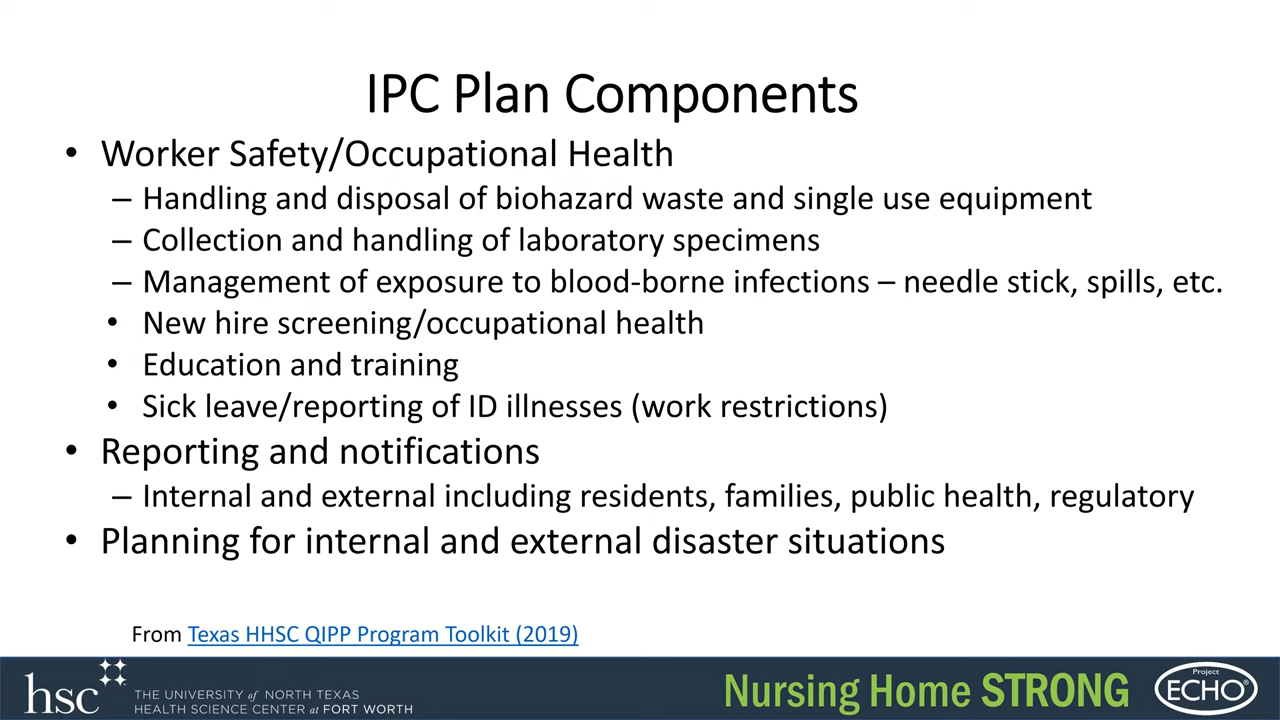 IPC Plan Components
• Worker Safety/Occupational Health
– Handling and disposal of biohazard waste and single use equipment
– Collection and handling of laboratory specimens
– Management of exposure to blood-borne infections – needle stick, spills, etc.
• New hire screening/occupational health
• Education and training
• Sick leave/reporting of ID illnesses (work restrictions)
• Reporting and notifications
– Internal and external including residents, families, public health, regulatory
• Planning for internal and external disaster situations
From Texas HHSC QIPP Program Toolkit (2019)
hsc
THE UNIVERSITY of NORTH TEXAS
HEALTH SCIENCE CENTER at FORT WORTH
Nursing Home STRONG
Project
ECHO®